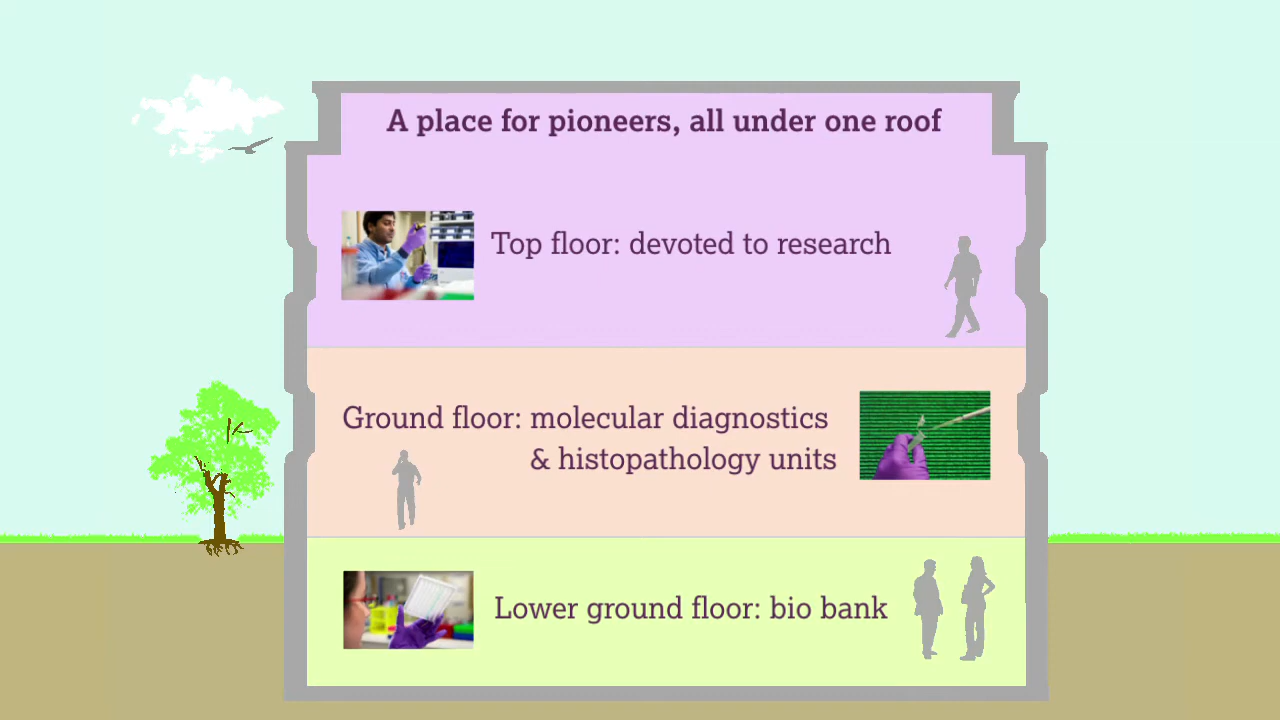 A place for pioneers, all under one roof
Top floor: devoted to research
Ground floor: molecular diagnostics
& histopathology units
Lower ground floor: bio bank